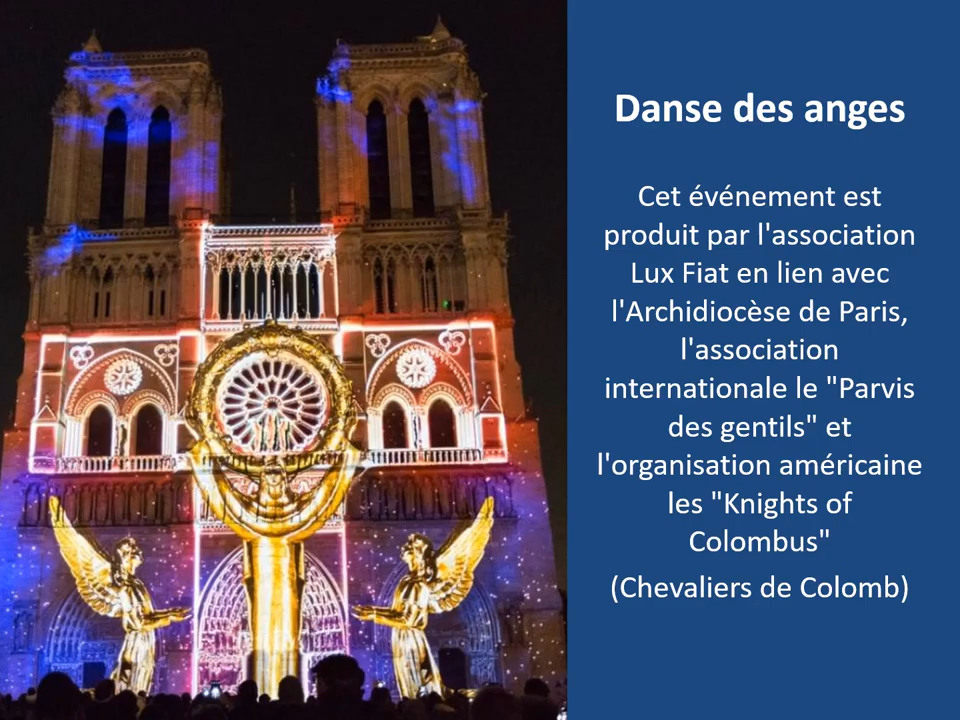 Danse des anges
Cet événement est
produit par l'association
Lux Fiat en lien avec
l'Archidiocèse de Paris,
l'association
internationale le "Parvis
des gentils" et
l'organisation américaine
les "Knights of
Colombus"
(Chevaliers de Colomb)